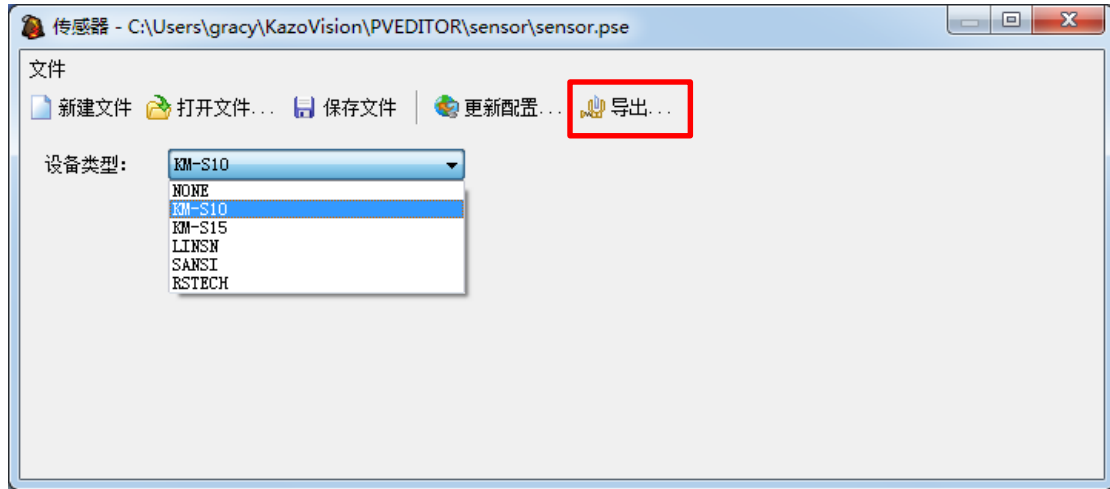 传感器 - C:\Users\gracy\KazoVision\PVEDITOR\sensor\sensor.pse
文件
新建文件 打开文件... 保存文件 更新配置... 导出...
设备类型: KM-S10
NONE
KM-S10
KM-S15
LINSN
SANSI
RSTECH